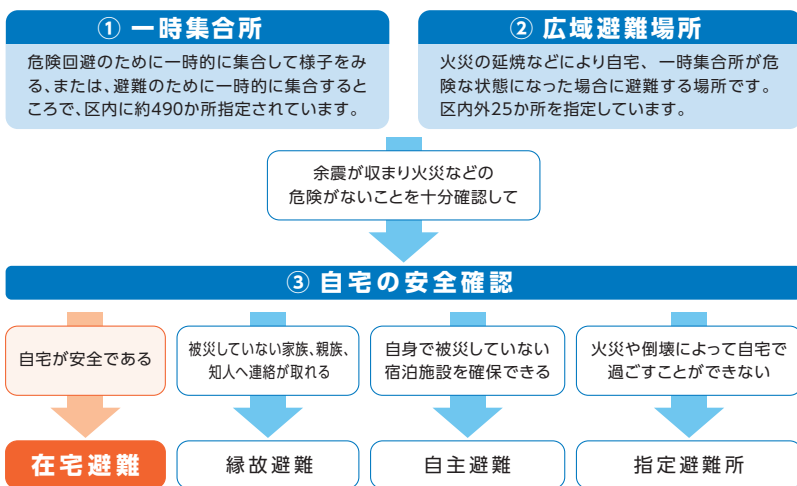 ① 一時集合所
危険回避のために一時的に集合して様子をみ
る、または、避難のために一時的に集合すると
ころで、区内に約490か所指定されています。
② 広域避難場所
火災の延焼などにより自宅、一時集合所が危
険な状態になった場合に避難する場所です。
区内外25か所を指定しています。
余震が収まり火災などの
危険がないことを十分確認して
③ 自宅の安全確認
自宅が安全である
被災していない家族、親族、
知人へ連絡が取れる
自身で被災していない
宿泊施設を確保できる
火災や倒壊によって自宅で
過ごすことができない
在宅避難
縁故避難
自主避難
指定避難所